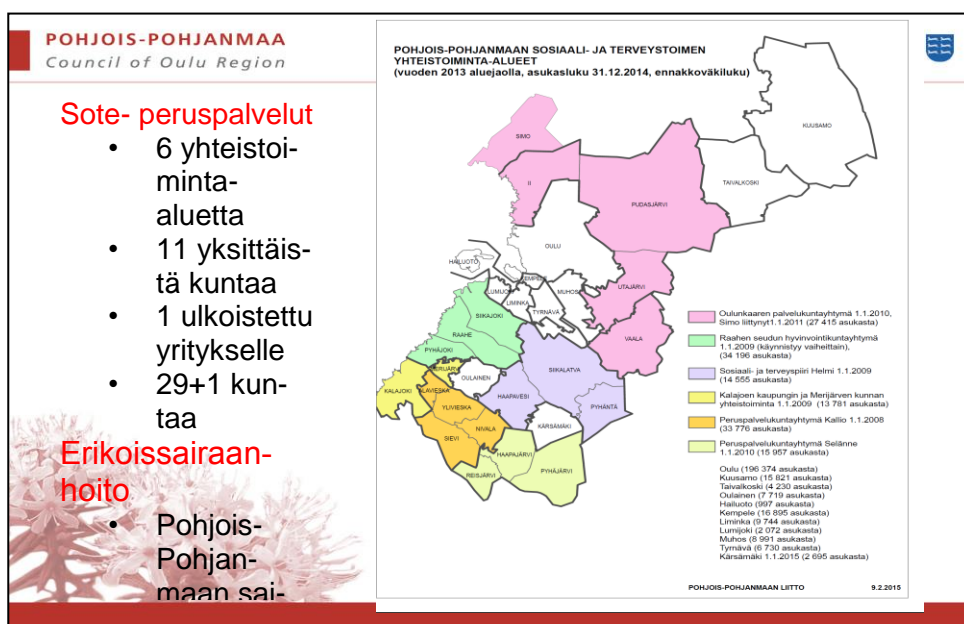 POHJOIS-POHJANMAA
Council of Oulu Region
Sote- peruspalvelut
• 6 yhteistoi-
minta-
aluetta
• 11 yksittäis-
tä kuntaa
• 1 ulkoistettu
yritykselle
• 29+1 kun-
taa
Erikoissairaan-
hoito
• Pohjois-
Pohjan-
maan sai-
POHJOIS-POHJANMAAN SOSIAALI- JA TERVEYSTOIMEN
YHTEISTOIMINTA-ALUEET
(vuoden 2013 aluejaolla, asukasluku 31.12.2014, ennakkoväkiluku)
KUUSAMO
SIMO
TAIVALKOSKI
II
PUDASJÄRVI
OULU
HAILUOTO
KEMPELE
UTAJÄRVI
LUMIJOKI
MUHOS
LIMINKA
TYRNÄVÄ
SIIKAJOKI
RAAHE
VAALA
PYHÄJOKI
MERIJÄRVI
OULAINEN
SIIKALATVA
KALAJOKI
ALAVIESKA
HAAPAVESI
PYHÄNTÄ
YLIVIESKA
NIVALA
KÄRSÄMÄKI
SIEVI
HAAPAJÄRVI
REISJÄRVI
PYHÄJÄRVI
Oulunkaaren palvelukuntayhtymä 1.1.2010,
Simo liittynyt1.1.2011 (27 415 asukasta)
Raahen seudun hyvinvointikuntayhtymä
1.1.2009 (käynnistyy vaiheittain),
(34 196 asukasta)
Sosiaali- ja terveyspiiri Helmi 1.1.2009
(14 555 asukasta)
Kalajoen kaupungin ja Merijärven kunnan
yhteistoiminta 1.1.2009 (13 781 asukasta)
Peruspalvelukuntayhtymä Kallio 1.1.2008
(33 776 asukasta)
Peruspalvelukuntayhtymä Selänne
1.1.2010 (15 957 asukasta)
Oulu (196 374 asukasta)
Kuusamo (15 821 asukasta)
Taivalkoski (4 230 asukasta)
Oulainen (7 719 asukasta)
Hailuoto (997 asukasta)
Kempele (16 895 asukasta)
Liminka (9 744 asukasta)
Lumijoki (2 072 asukasta)
Muhos (8 991 asukasta)
Tyrnävä (6 730 asukasta)
Kärsämäki 1.1.2015 (2 695 asukasta)
POHJOIS-POHJANMAAN LIITTO 9.2.2015